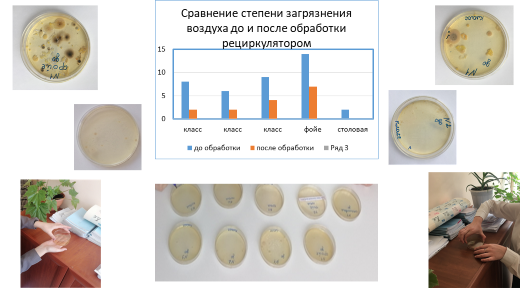 Сравнение степени загрязнения
воздуха до и после обработки
рециркулятором
15
10
5
0
класс
класс
класс
фойе
столовая
до обработки
после обработки
Ряд 3